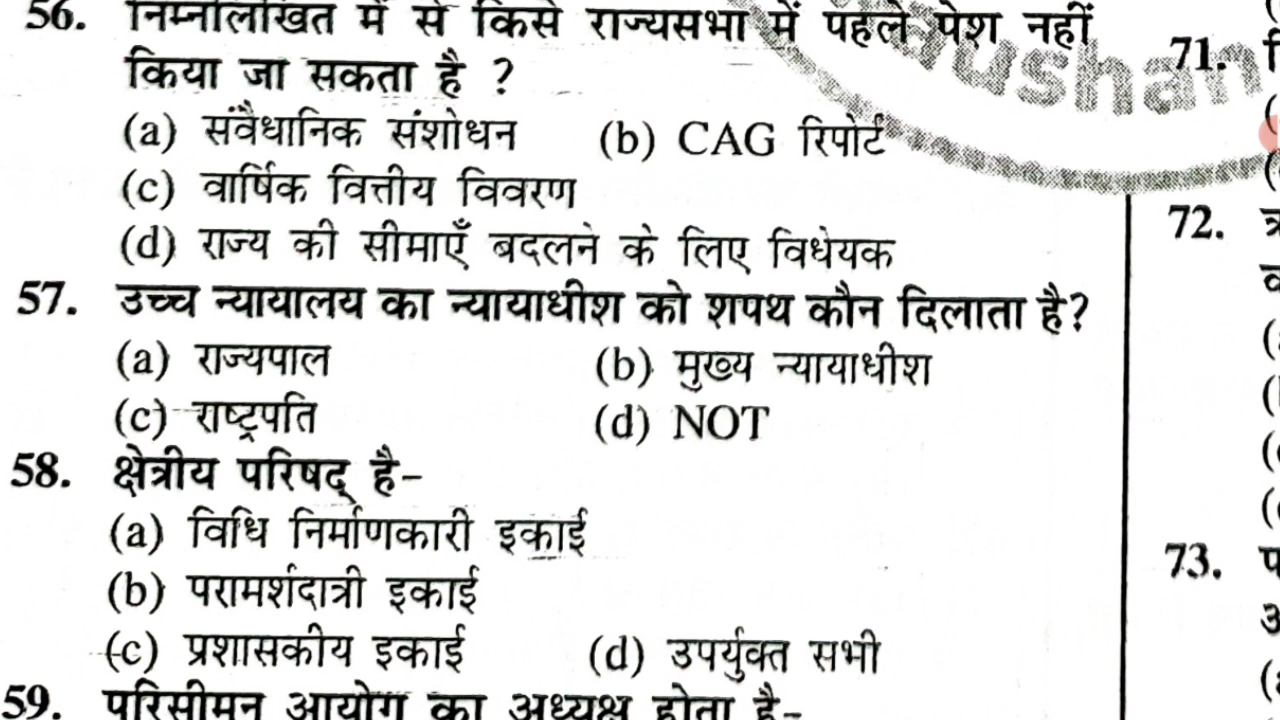 56. निम्नलिखित में से किसे राज्यसभा में पहले पेश नहीं
किया जा सकता है ?
(a) संवैधानिक संशोधन (b) CAG रिपोर्ट
(c) वार्षिक वित्तीय विवरण
(d) राज्य की सीमाएँ बदलने के लिए विधेयक
57. उच्च न्यायालय का न्यायाधीश को शपथ कौन दिलाता है?
(a) राज्यपाल (b) मुख्य न्यायाधीश
(c) राष्ट्रपति (d) NOT
58. क्षेत्रीय परिषद् है-
(a) विधि निर्माणकारी इकाई
(b) परामर्शदात्री इकाई
(c) प्रशासकीय इकाई (d) उपर्युक्त सभी
59. परिसीमन आयोग का अध्यक्ष होता है-
71.
72.
73.